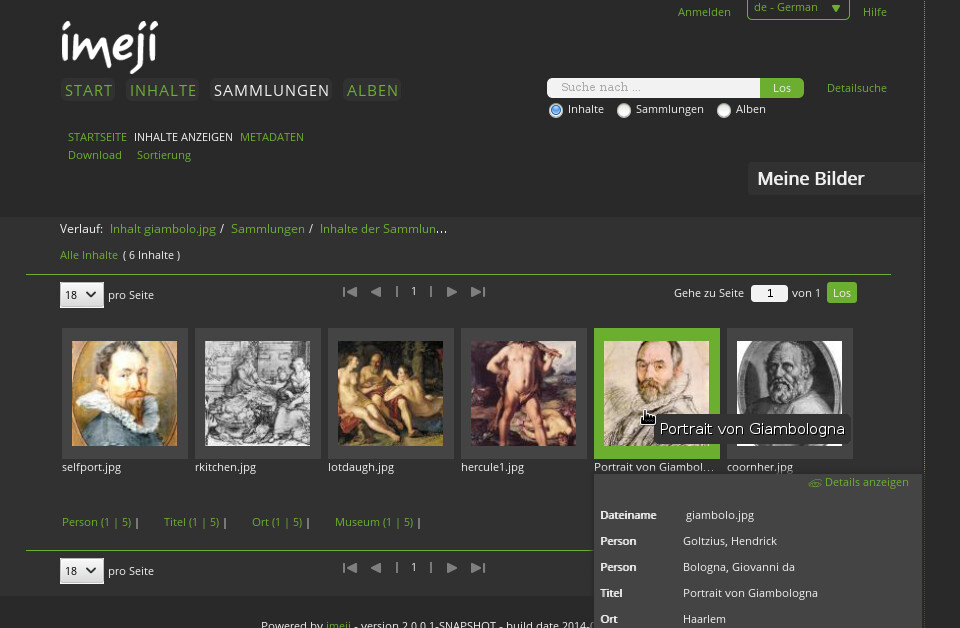 Anmelden de - German Hilfe
imeji
START INHALTE SAMMLUNGEN ALBEN
Suche nach ... Los Detailsuche
Inhalte Sammlungen Alben
STARTSEITE INHALTE ANZEIGEN METADATEN
Download Sortierung
Meine Bilder
Verlauf: Inhalt giambolo.jpg / Sammlungen / Inhalte der Sammlun...
Alle Inhalte ( 6 Inhalte )
18 pro Seite | 1 | Gehe zu Seite 1 von 1 Los
Portrait von Giambologna
selfport.jpg rkitchen.jpg lotdaugh.jpg hercule1.jpg Portrait von Giambol... coornher.jpg
Details anzeigen
Dateiname giambolo.jpg
Person (1 | 5) | Titel (1 | 5) | Ort (1 | 5) | Museum (1 | 5) |
Person Goltzius, Hendrick
Person Bologna, Giovanni da
18 pro Seite | 1 |
Titel Portrait von Giambologna
Ort Haarlem
Powered by imeji - version 2.0.0.1-SNAPSHOT - build date 2014-